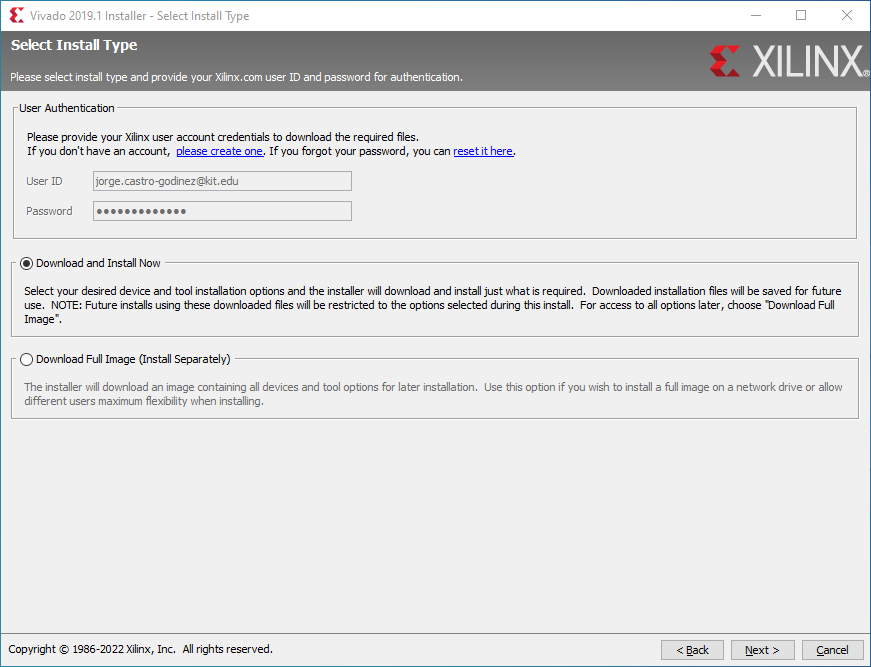 Vivado 2019.1 Installer - Select Install Type
Select Install Type
Please select install type and provide your Xilinx.com user ID and password for authentication.
XILINX®
User Authentication
Please provide your Xilinx user account credentials to download the required files.
If you don't have an account, please create one. If you forgot your password, you can reset it here.
User ID jorge.castro-godinez@kit.edu
Password •••••••••••••
Download and Install Now
Select your desired device and tool installation options and the installer will download and install just what is required. Downloaded installation files will be saved for future
use. NOTE: Future installs using these downloaded files will be restricted to the options selected during this install. For access to all options later, choose "Download Full
Image".
Download Full Image (Install Separately)
The installer will download an image containing all devices and tool options for later installation. Use this option if you wish to install a full image on a network drive or allow
different users maximum flexibility when installing.
Copyright © 1986-2022 Xilinx, Inc. All rights reserved.
< Back Next > Cancel